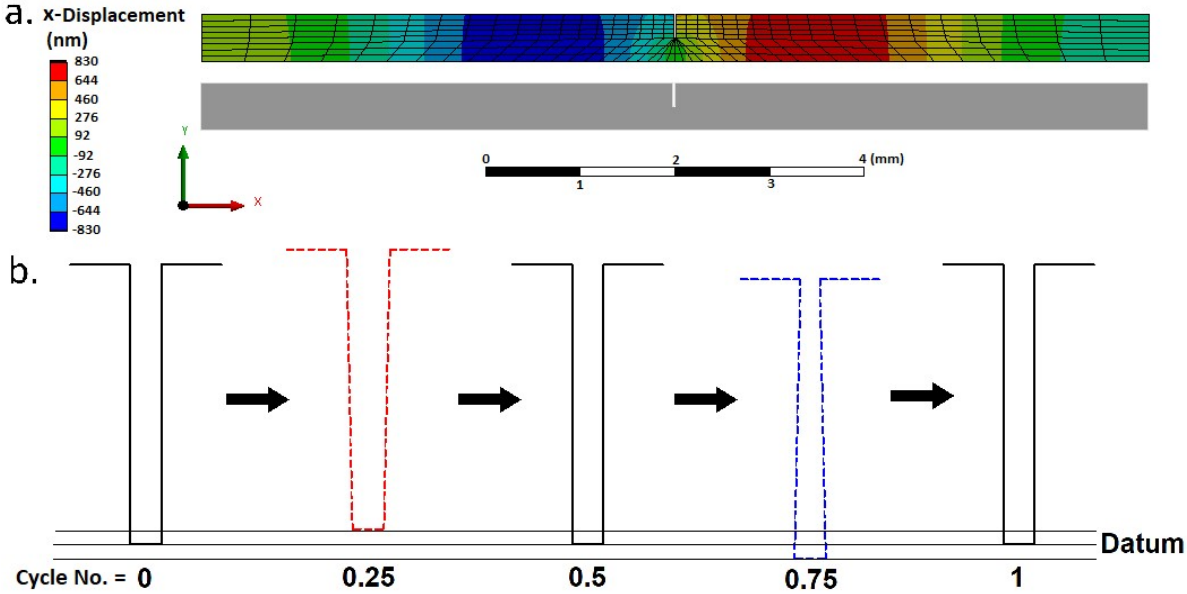 a. x-Displacement
(nm)
830
644
460
276
92
-92
-276
-460
-644
-830
Y
X
0 2 4 (mm)
1 3
b.
Datum
Cycle No. = 0 0.25 0.5 0.75 1